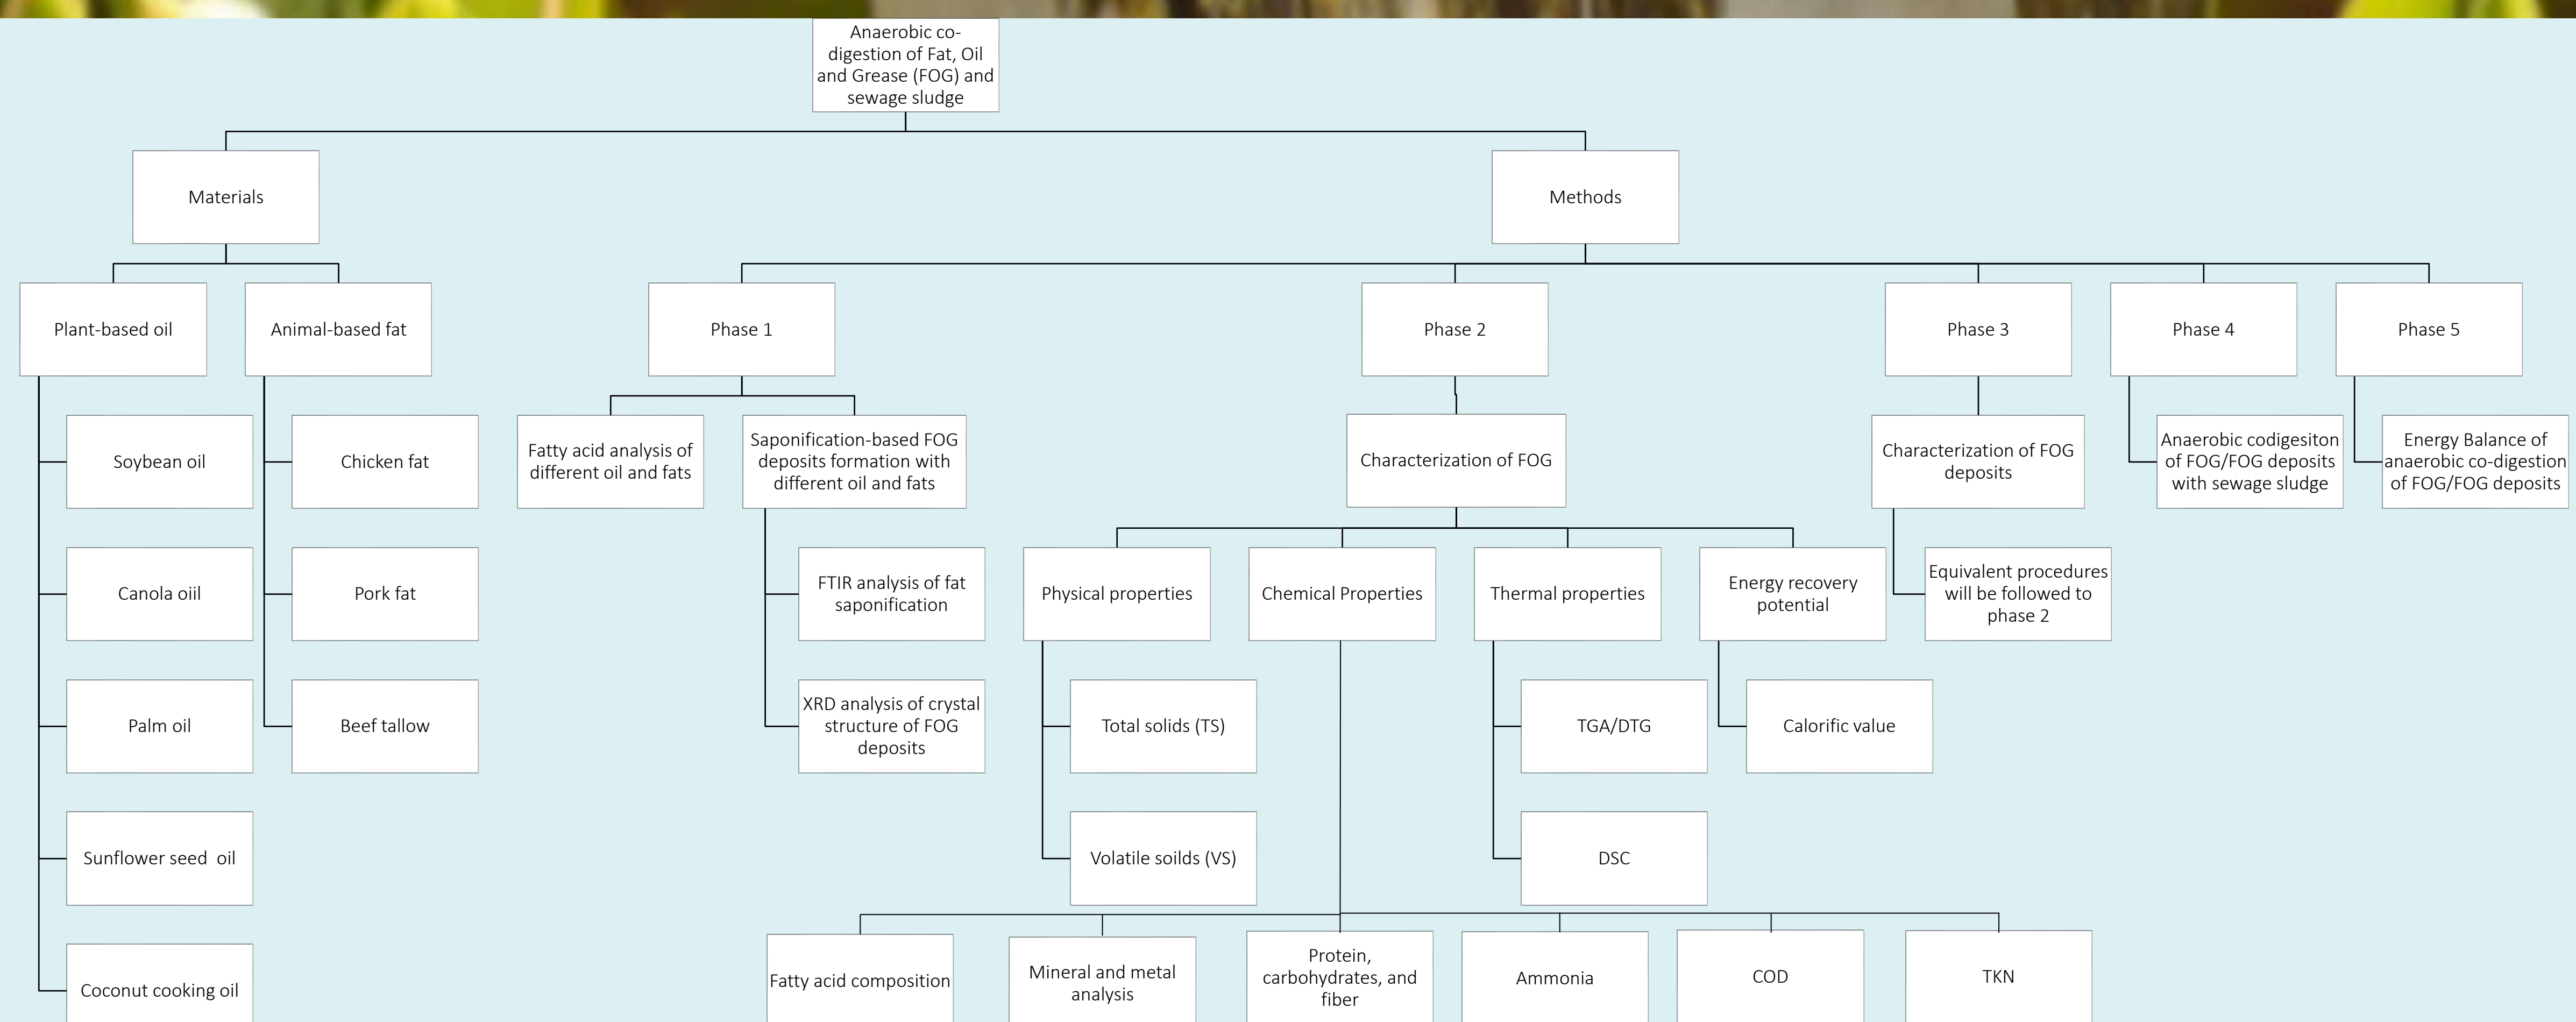 Anaerobic co-
digestion of Fat, Oil
and Grease (FOG) and
sewage sludge
Materials
Methods
Plant-based oil
Animal-based fat
Phase 1
Phase 2
Phase 3
Phase 4
Phase 5
Soybean oil
Canola oiil
Palm oil
Sunflower seed  oil
Coconut cooking oil
Chicken fat
Pork fat
Beef tallow
Fatty acid analysis of
different oil and fats
Saponification-based FOG
deposits formation with
different oil and fats
FTIR analysis of fat
saponification
XRD analysis of crystal
structure of FOG
deposits
Characterization of FOG
Physical properties
Total solids (TS)
Volatile soilds (VS)
Chemical Properties
Fatty acid composition
Mineral and metal
analysis
Protein,
carbohydrates, and
fiber
Ammonia
COD
TKN
Thermal properties
TGA/DTG
DSC
Energy recovery
potential
Calorific value
Characterization of FOG
deposits
Equivalent procedures
will be followed to
phase 2
Anaerobic codigesiton
of FOG/FOG deposits
with sewage sludge
Energy Balance of
anaerobic co-digestion
of FOG/FOG deposits